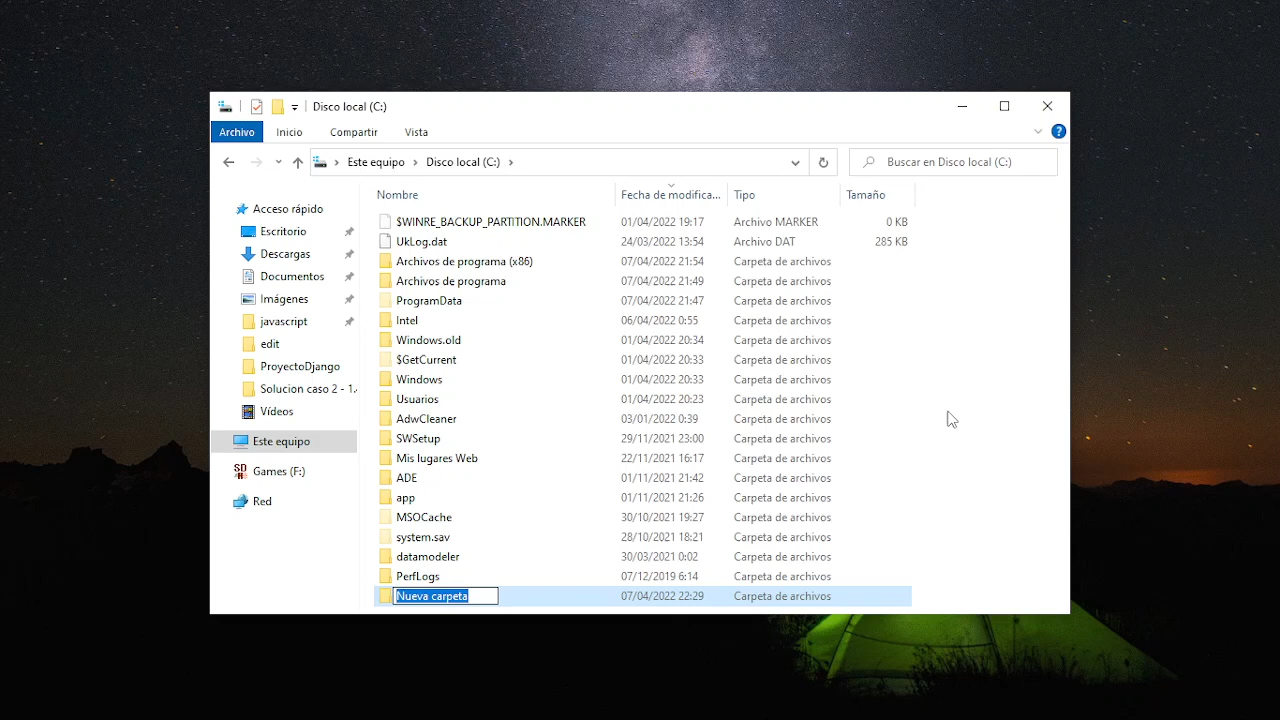 Disco local (C:)
Archivo Inicio Compartir Vista
Este equipo Disco local (C:) Buscar en Disco local (C:)
Nombre Fecha de modifica... Tipo Tamaño
Acceso rápido
Escritorio
Descargas
Documentos
Imágenes
javascript
edit
ProyectoDjango
Solucion caso 2 - 1.
Vídeos
Este equipo
Games (F:)
Red
$WINRE_BACKUP_PARTITION.MARKER 01/04/2022 19:17 Archivo MARKER 0 KB
UkLog.dat 24/03/2022 13:54 Archivo DAT 285 KB
Archivos de programa (x86) 07/04/2022 21:54 Carpeta de archivos
Archivos de programa 07/04/2022 21:49 Carpeta de archivos
ProgramData 07/04/2022 21:47 Carpeta de archivos
Intel 06/04/2022 0:55 Carpeta de archivos
Windows.old 01/04/2022 20:34 Carpeta de archivos
$GetCurrent 01/04/2022 20:33 Carpeta de archivos
Windows 01/04/2022 20:33 Carpeta de archivos
Usuarios 01/04/2022 20:23 Carpeta de archivos
AdwCleaner 03/01/2022 0:39 Carpeta de archivos
SWSetup 29/11/2021 23:00 Carpeta de archivos
Mis lugares Web 22/11/2021 16:17 Carpeta de archivos
ADE 01/11/2021 21:42 Carpeta de archivos
app 01/11/2021 21:26 Carpeta de archivos
MSOCache 30/10/2021 19:27 Carpeta de archivos
system.sav 28/10/2021 18:21 Carpeta de archivos
datamodeler 30/03/2021 0:02 Carpeta de archivos
PerfLogs 07/12/2019 6:14 Carpeta de archivos
Nueva carpeta 07/04/2022 22:29 Carpeta de archivos